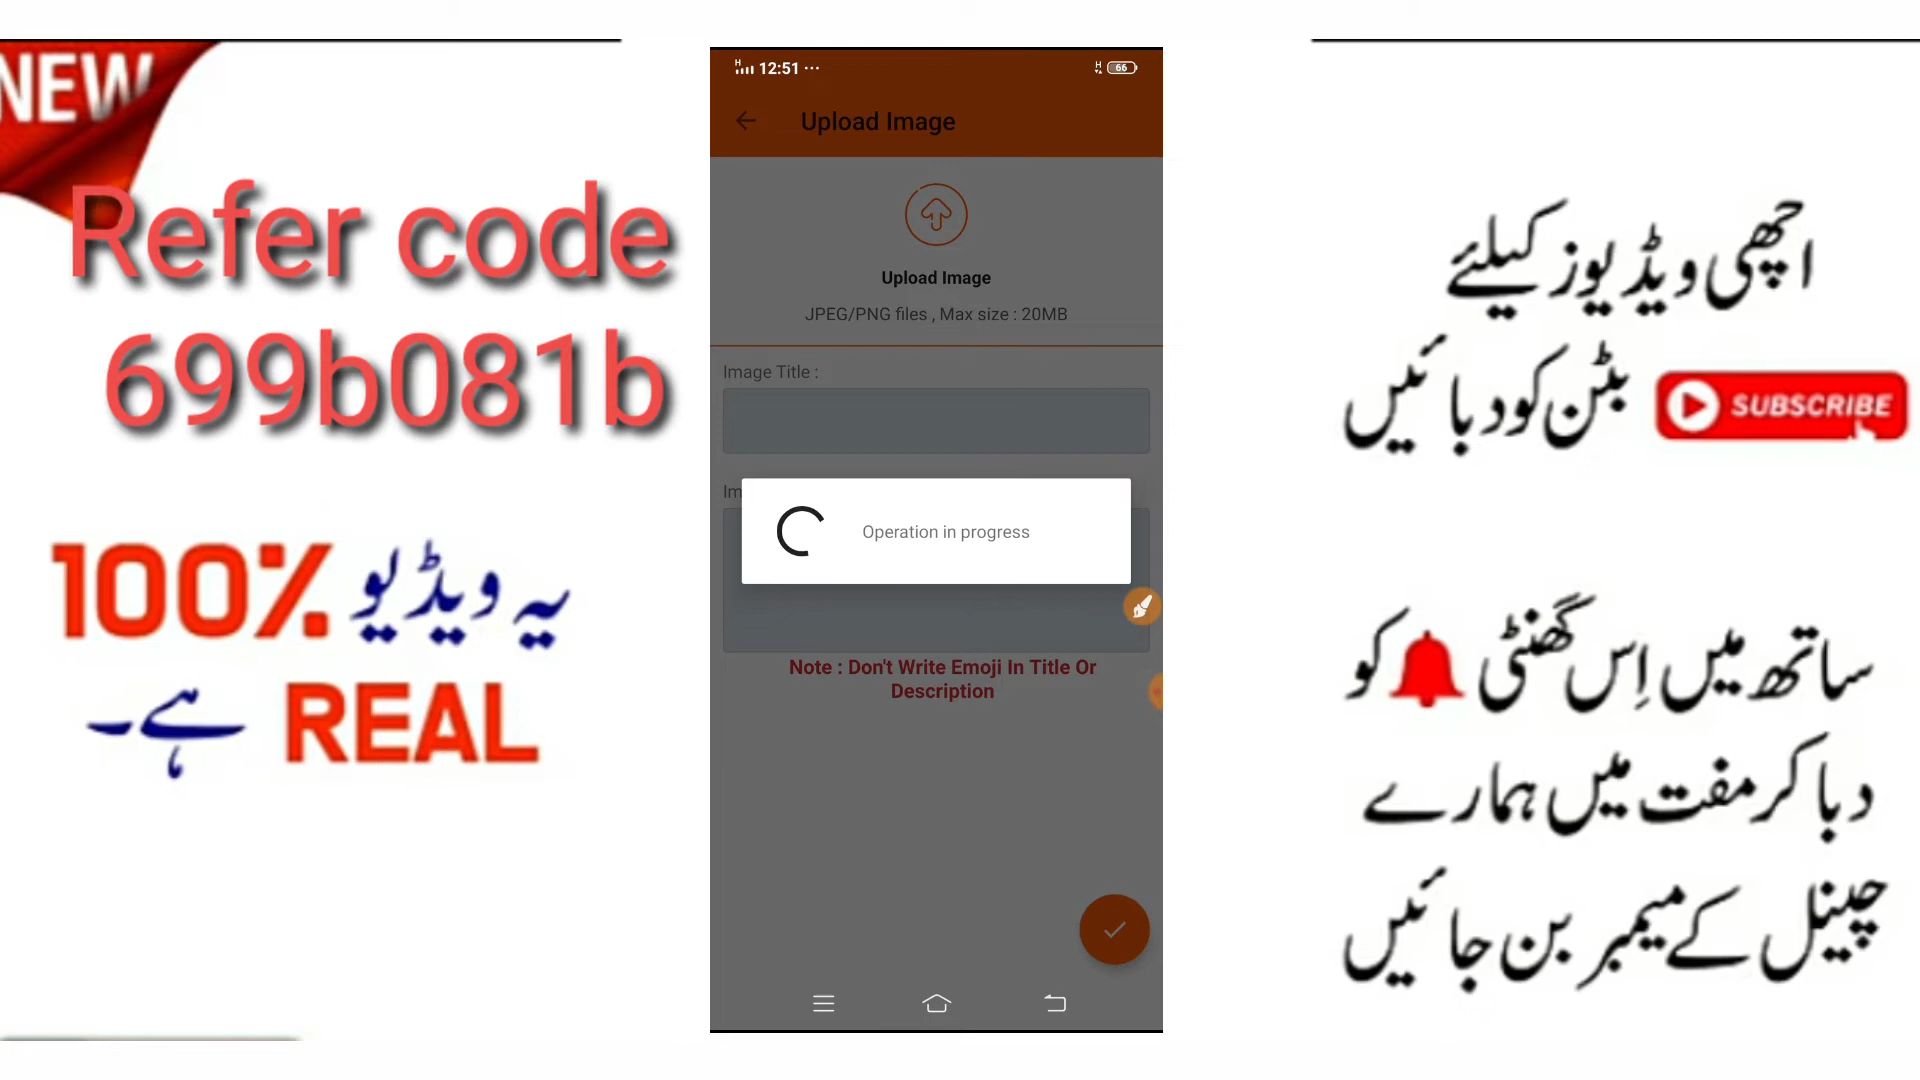 NEW
Refer code
699b081b
100% یہ ویڈیو
REAL ہے۔
H 12:51 ...
H 66
Upload Image
Upload Image
JPEG/PNG files , Max size : 20MB
Image Title :
Im
Operation in progress
Note : Don't Write Emoji In Title Or
Description
اچھی ویڈیوز کیلئے
SUBSCRIBE بٹن کو دبائیں
ساتھ میں اِس گھنٹی کو
دبا کر مفت میں ہمارے
چینل کے میمبر بن جائیں